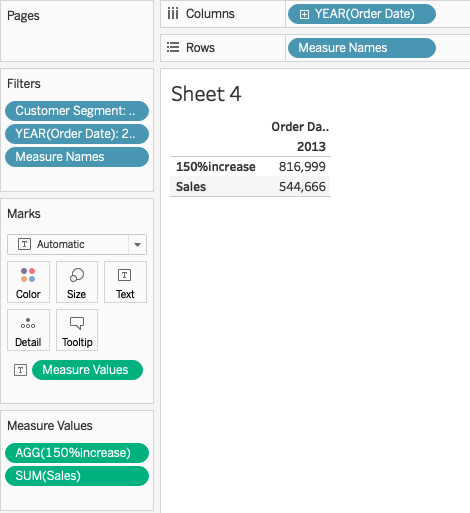 Pages
Columns
YEAR(Order Date)
Rows
Measure Names
Filters
Customer Segment: ..
YEAR(Order Date): 2..
Measure Names
Marks
T Automatic
Color
Size
T
Text
Detail
Tooltip
T Measure Values
Measure Values
AGG(150%increase)
SUM(Sales)
Sheet 4
Order Da..
2013
150%increase 816,999
Sales 544,666